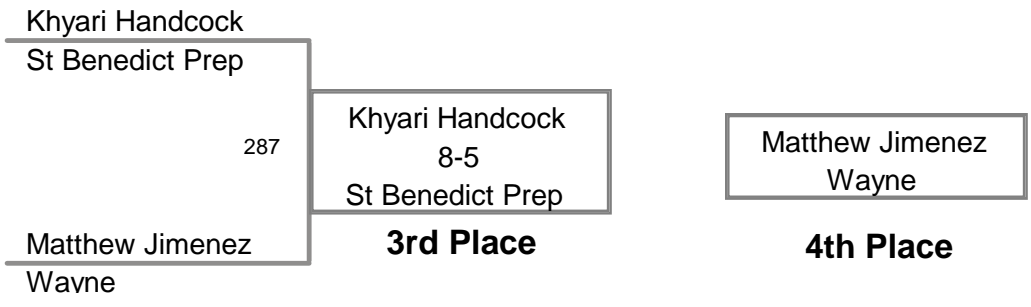 Khyari Handcock
St Benedict Prep
287
Matthew Jimenez
Wayne
Khyari Handcock
8-5
St Benedict Prep
3rd Place
Matthew Jimenez
Wayne
4th Place